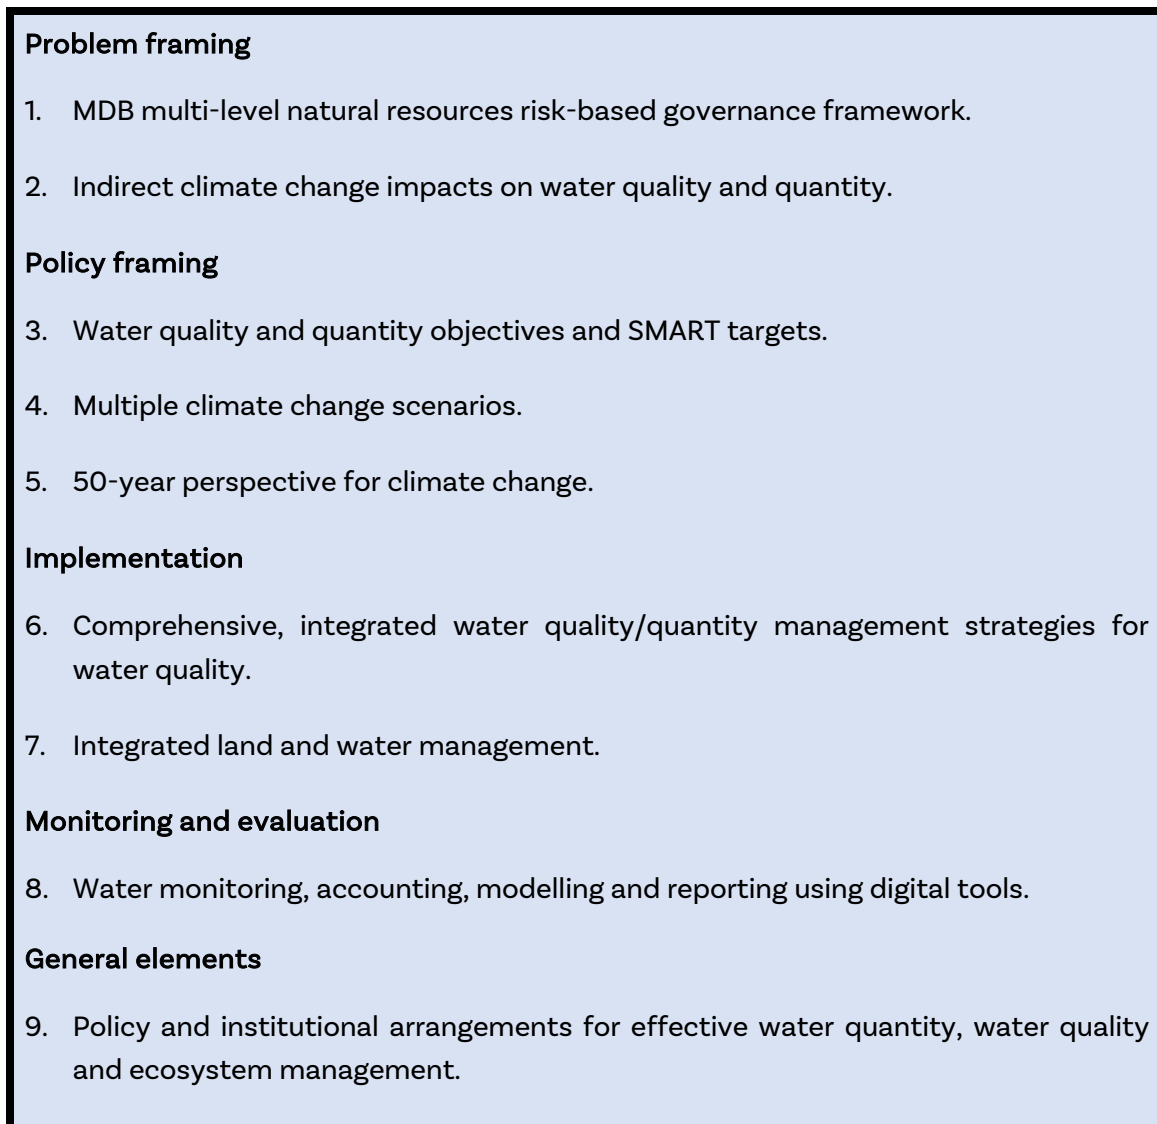 Problem framing
1. MDB multi-level natural resources risk-based governance framework.
2. Indirect climate change impacts on water quality and quantity.
Policy framing
3. Water quality and quantity objectives and SMART targets.
4. Multiple climate change scenarios.
5. 50-year perspective for climate change.
Implementation
6. Comprehensive, integrated water quality/quantity management strategies for
water quality.
7. Integrated land and water management.
Monitoring and evaluation
8. Water monitoring, accounting, modelling and reporting using digital tools.
General elements
9. Policy and institutional arrangements for effective water quantity, water quality
and ecosystem management.